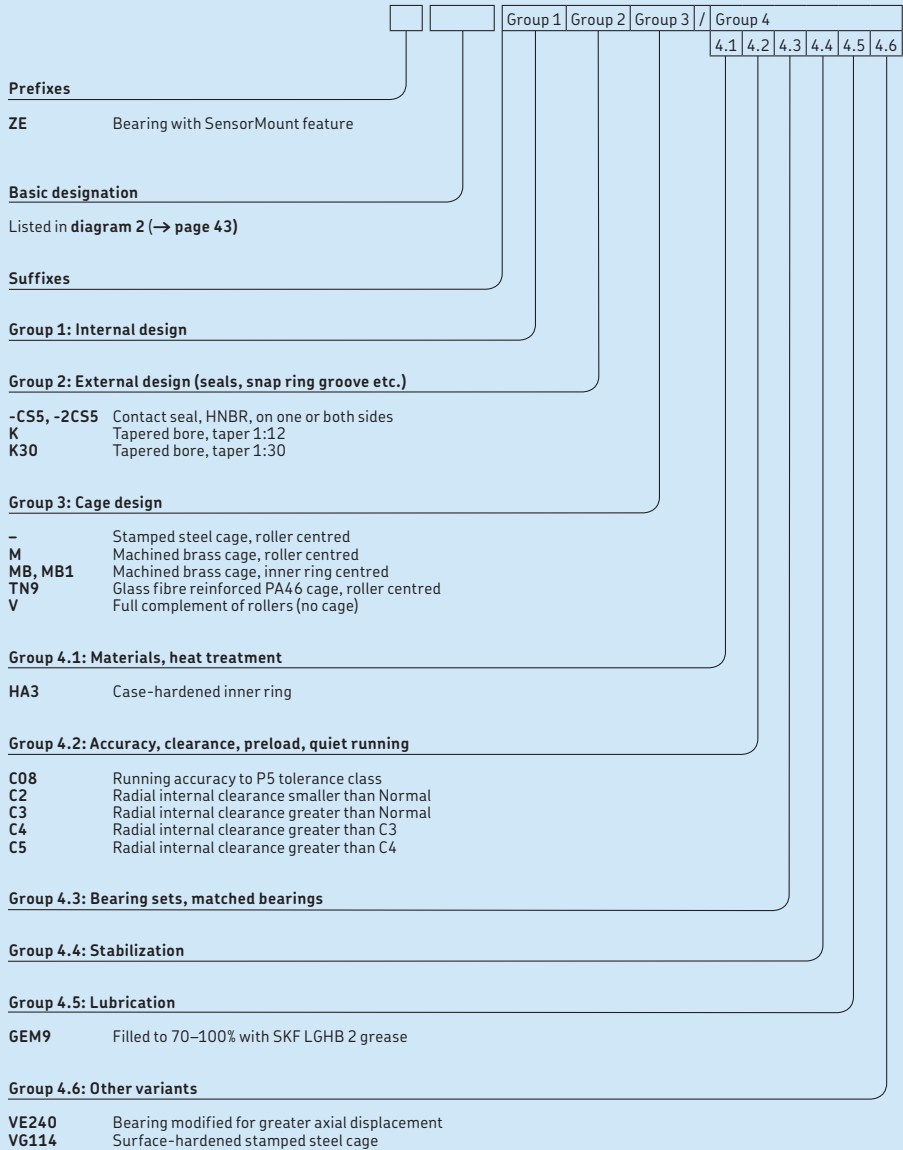 Group 1 Group 2 Group 3 / Group 4
4.1 4.2 4.3 4.4 4.5 4.6
Prefixes
ZE Bearing with SensorMount feature
Basic designation
Listed in diagram 2 (→ page 43)
Suffixes
Group 1: Internal design
Group 2: External design (seals, snap ring groove etc.)
-CS5, -2CS5 Contact seal, HNBR, on one or both sides
K Tapered bore, taper 1:12
K30 Tapered bore, taper 1:30
Group 3: Cage design
– Stamped steel cage, roller centred
M Machined brass cage, roller centred
MB, MB1 Machined brass cage, inner ring centred
TN9 Glass fibre reinforced PA46 cage, roller centred
V Full complement of rollers (no cage)
Group 4.1: Materials, heat treatment
HA3 Case-hardened inner ring
Group 4.2: Accuracy, clearance, preload, quiet running
C08 Running accuracy to P5 tolerance class
C2 Radial internal clearance smaller than Normal
C3 Radial internal clearance greater than Normal
C4 Radial internal clearance greater than C3
C5 Radial internal clearance greater than C4
Group 4.3: Bearing sets, matched bearings
Group 4.4: Stabilization
Group 4.5: Lubrication
GEM9 Filled to 70–100% with SKF LGHB 2 grease
Group 4.6: Other variants
VE240 Bearing modified for greater axial displacement
VG114 Surface-hardened stamped steel cage